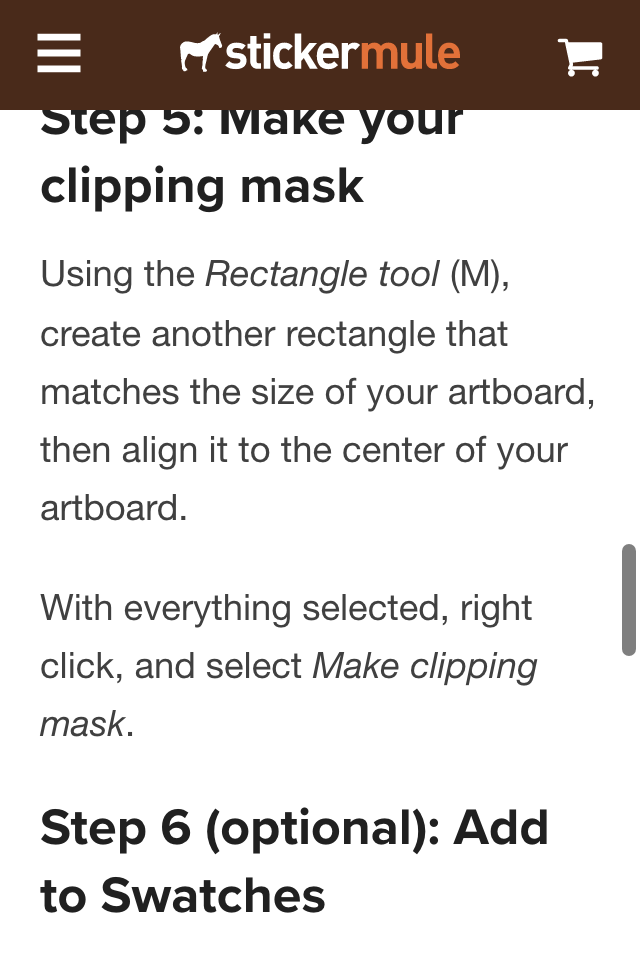 stickermule
Step 5: Make your
clipping mask
Using the Rectangle tool (M),
create another rectangle that
matches the size of your artboard,
then align it to the center of your
artboard.
With everything selected, right
click, and select Make clipping
mask.
Step 6 (optional): Add
to Swatches